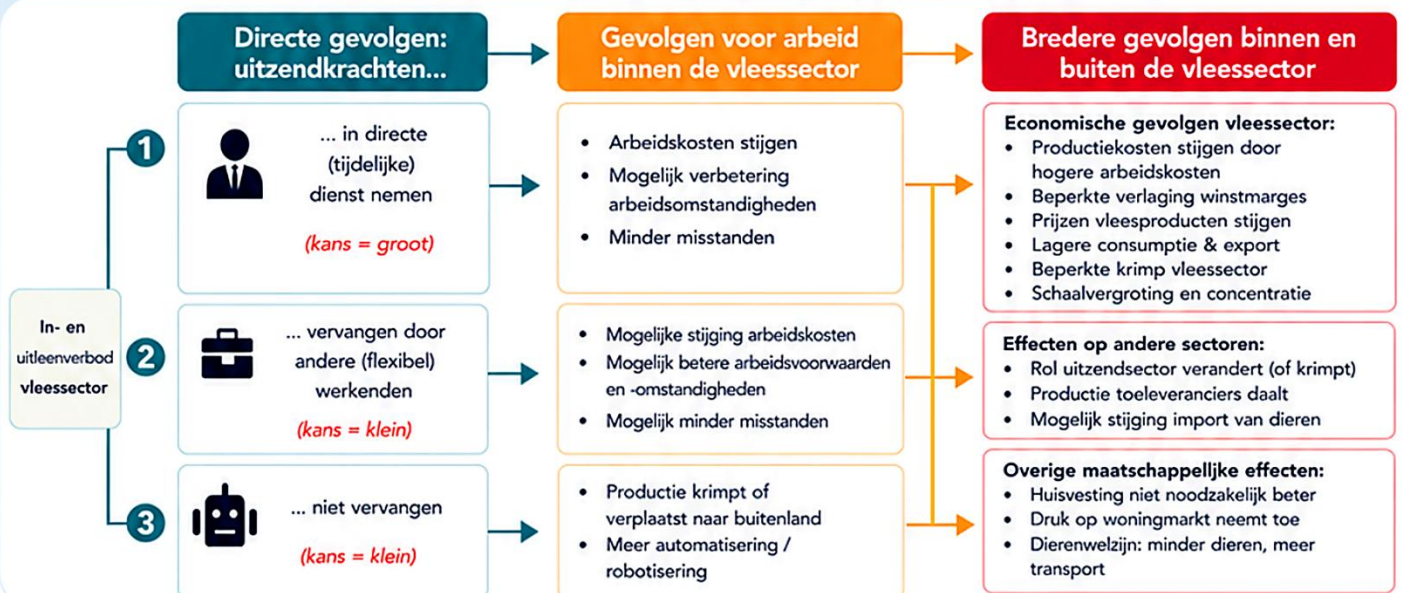 Directe gevolgen:
uitzendkrachten...
Gevolgen voor arbeid
binnen de vleessector
Bredere gevolgen binnen en
buiten de vleessector
In- en
uitleenverbod
vleessector
1
... in directe
(tijdelijke)
dienst nemen
(kans = groot)
• Arbeidskosten stijgen
• Mogelijk verbetering
arbeidsomstandigheden
• Minder misstanden
2
... vervangen door
andere (flexibel)
werkenden
(kans = klein)
• Mogelijke stijging arbeidskosten
• Mogelijk betere arbeidsvoorwaarden
en -omstandigheden
• Mogelijk minder misstanden
3
... niet vervangen
(kans = klein)
• Productie krimpt of
verplaatst naar buitenland
• Meer automatisering /
robotisering
Economische gevolgen vleessector:
• Productiekosten stijgen door
hogere arbeidskosten
• Beperkte verlaging winstmarges
• Prijzen vleesproducten stijgen
• Lagere consumptie & export
• Beperkte krimp vleessector
• Schaalvergroting en concentratie
Effecten op andere sectoren:
• Rol uitzendsector verandert (of krimpt)
• Productie toeleveranciers daalt
• Mogelijk stijging import van dieren
Overige maatschappeljke effecten:
• Huisvesting niet noodzakelijk beter
• Druk op woningmarkt neemt toe
• Dierenwelzijn: minder dieren, meer
transport